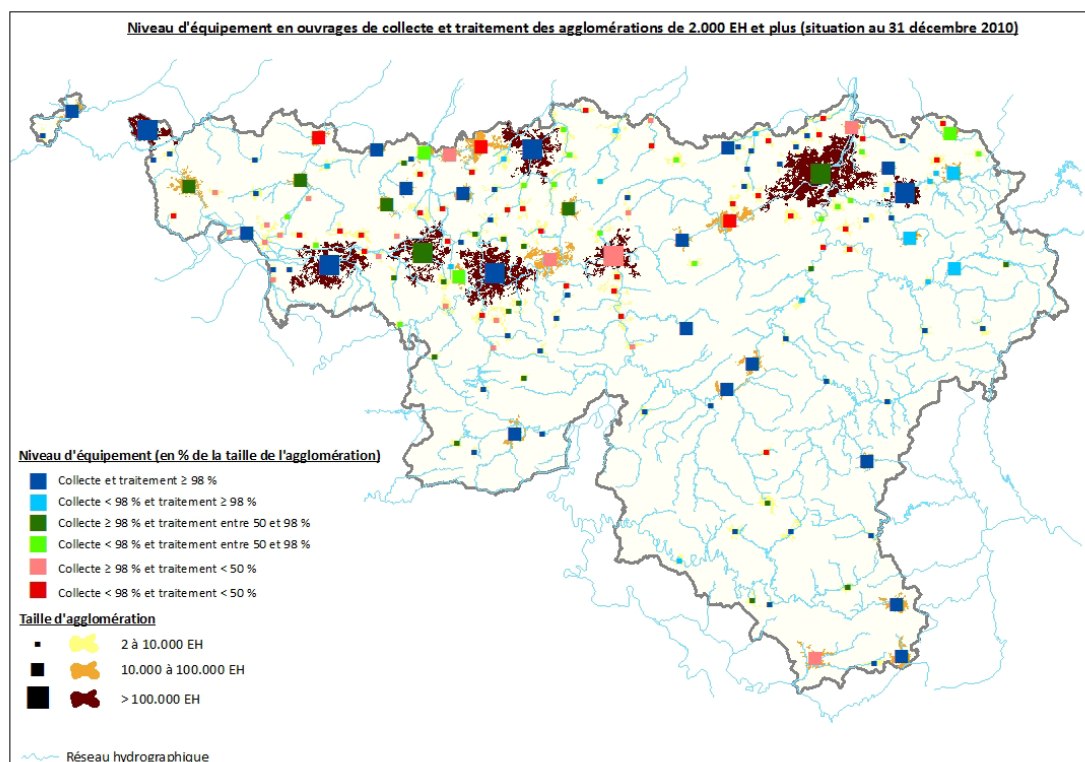 Niveau d'équipement en ouvrages de collecte et traitement des agglomérations de 2.000 EH et plus (situation au 31 décembre 2010)
Niveau d'équipement (en % de la taille de l'agglomération)
Collecte et traitement ≥ 98 %
Collecte < 98 % et traitement ≥ 98 %
Collecte ≥ 98 % et traitement entre 50 et 98 %
Collecte < 98 % et traitement entre 50 et 98 %
Collecte ≥ 98 % et traitement < 50 %
Collecte < 98 % et traitement < 50 %
Taille d'agglomération
2 à 10.000 EH
10.000 à 100.000 EH
> 100.000 EH
Réseau hydrographique